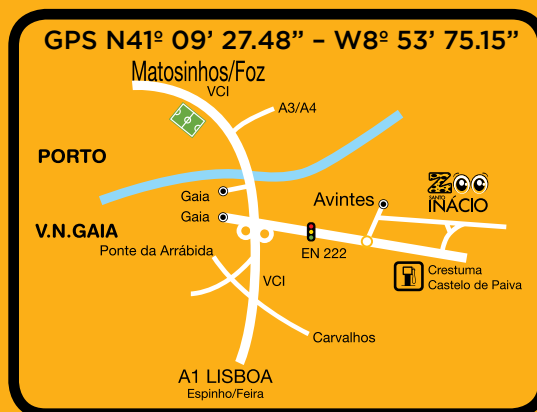 GPS N41º 09’ 27.48” – W8º 53’ 75.15”
Matosinhos/Foz
VCI
A3/A4
PORTO
Gaia
Avintes
ZOO
SANTO
INÁCIO
Gaia
V.N.GAIA
Ponte da Arrábida
EN 222
VCI
Crestuma
Castelo de Paiva
Carvalhos
A1 LISBOA
Espinho/Feira